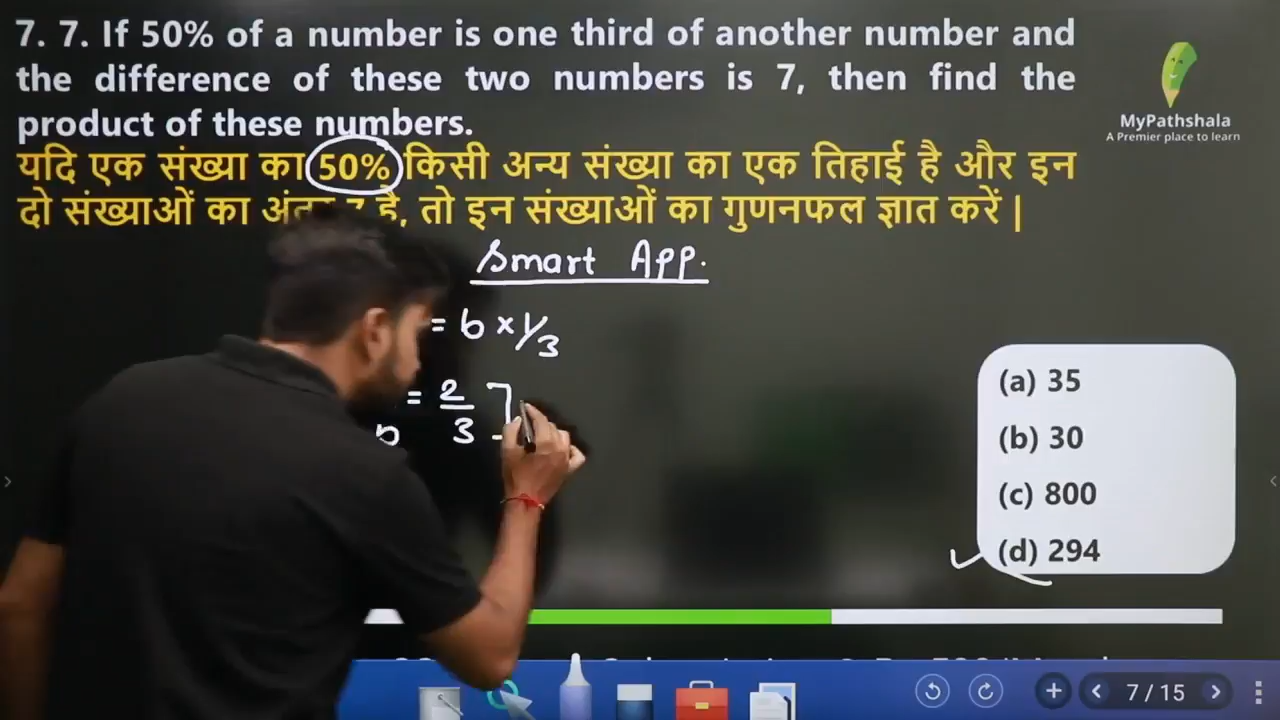 7. 7. If 50% of a number is one third of another number and
the difference of these two numbers is 7, then find the
product of these numbers.
यदि एक संख्या का 50% किसी अन्य संख्या का एक तिहाई है और इन
दो संख्याओं का अंतर 7 है, तो इन संख्याओं का गुणनफल ज्ञात करें |
MyPathshala
A Premier place to learn
Smart App.
= b × 1/3
= 2/3
b
(a) 35
(b) 30
(c) 800
(d) 294
7 / 15